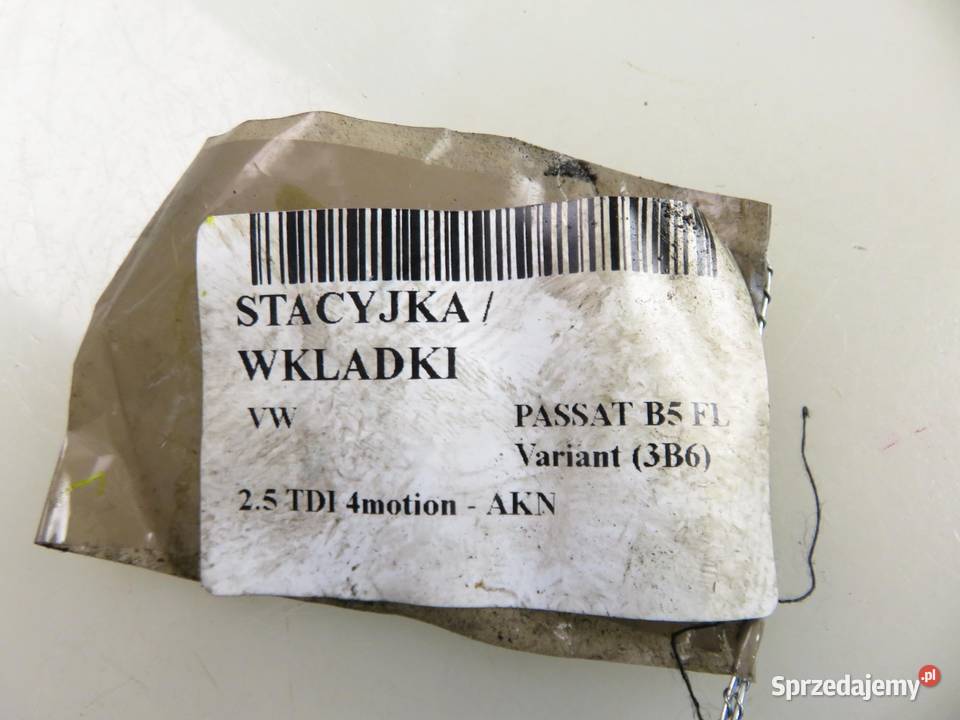 STACYJKA /
WKLADKI
VW PASSAT B5 FL
Variant (3B6)
2.5 TDI 4motion - AKN
Sprzedajemy.pl